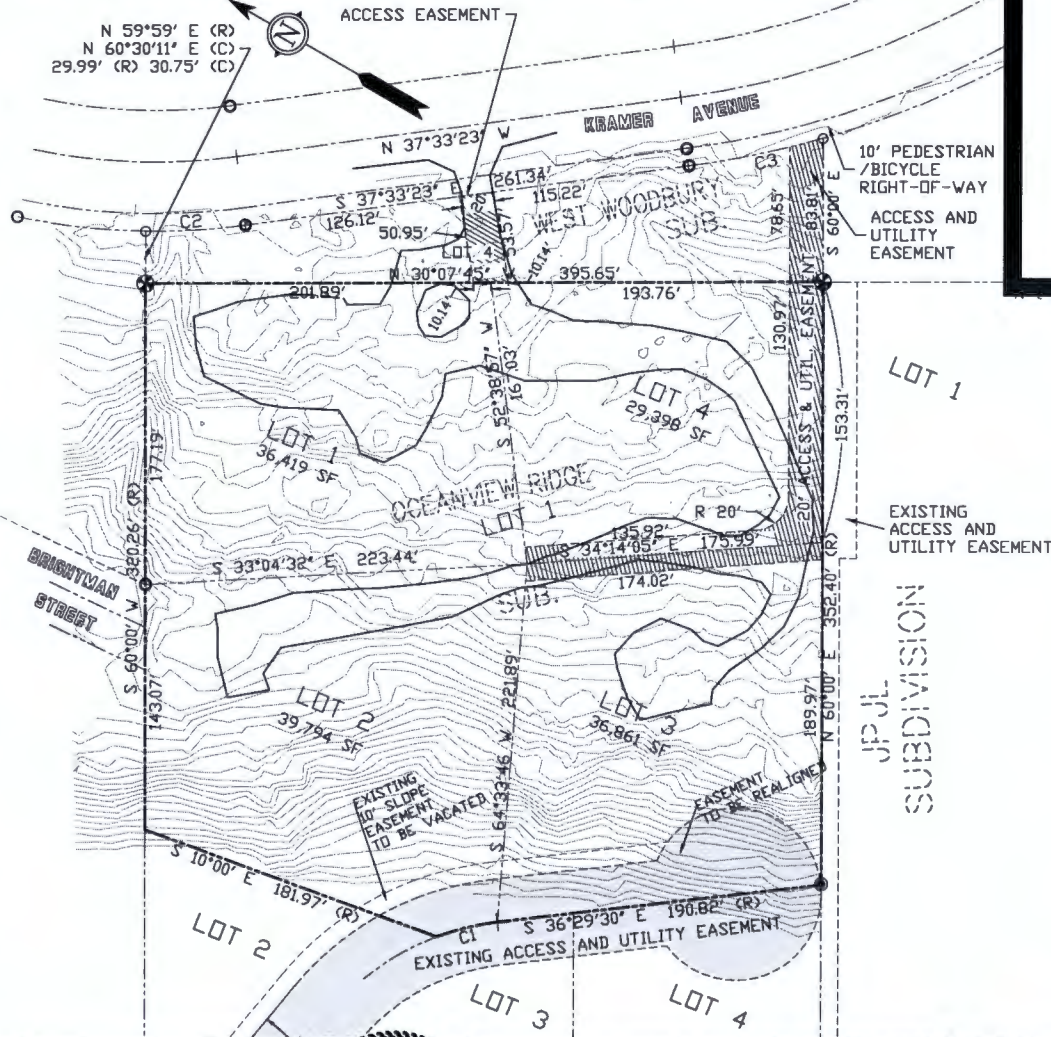 N 59°59' E (R)
N 60°30'11" E (C)
29.99' (R) 30.75' (C)
N
ACCESS EASEMENT
KRAMER AVENUE
N 37°33'23" W
10' PEDESTRIAN
/BICYCLE
RIGHT-OF-WAY
ACCESS AND
UTILITY
EASEMENT
S 37°33'23" E 261.34'
126.12'
115.22'
20'
C2
C3
50.95'
53.57'
10.14'
WEST WOODBURY
SUB.
LOT 4
78.65'
83.81'
S 60°00' E
N 30°07'45" W 395.65'
201.89'
193.76'
10.14'
130.97'
20' ACCESS & UTIL. EASEMENT
153.31'
LOT 1
S 52°38'57" W
LOT 1
36,419 SF
LOT 4
29,398 SF
177.19'
S 60°00' W 320.26' (R)
OCEANVIEW RIDGE
LOT 1
SUB.
R 20'
135.92'
S 34°14'05" E 175.99'
174.02'
EXISTING
ACCESS AND
UTILITY EASEMENT
BRIGHTMAN
STREET
S 33°04'32" E 223.44'
143.07'
LOT 2
39,794 SF
LOT 3
36,861 SF
S 64°33'46" W 221.89'
189.97'
N 60°00' E 352.40' (R)
JPJL
SUBDIVISION
EXISTING
10' SLOPE
EASEMENT
TO BE VACATED
EASEMENT
TO BE REALIGNED
S 10°00' E 181.97' (R)
C1
S 36°29'30" E 190.82' (R)
EXISTING ACCESS AND UTILITY EASEMENT
LOT 2
LOT 3
LOT 4